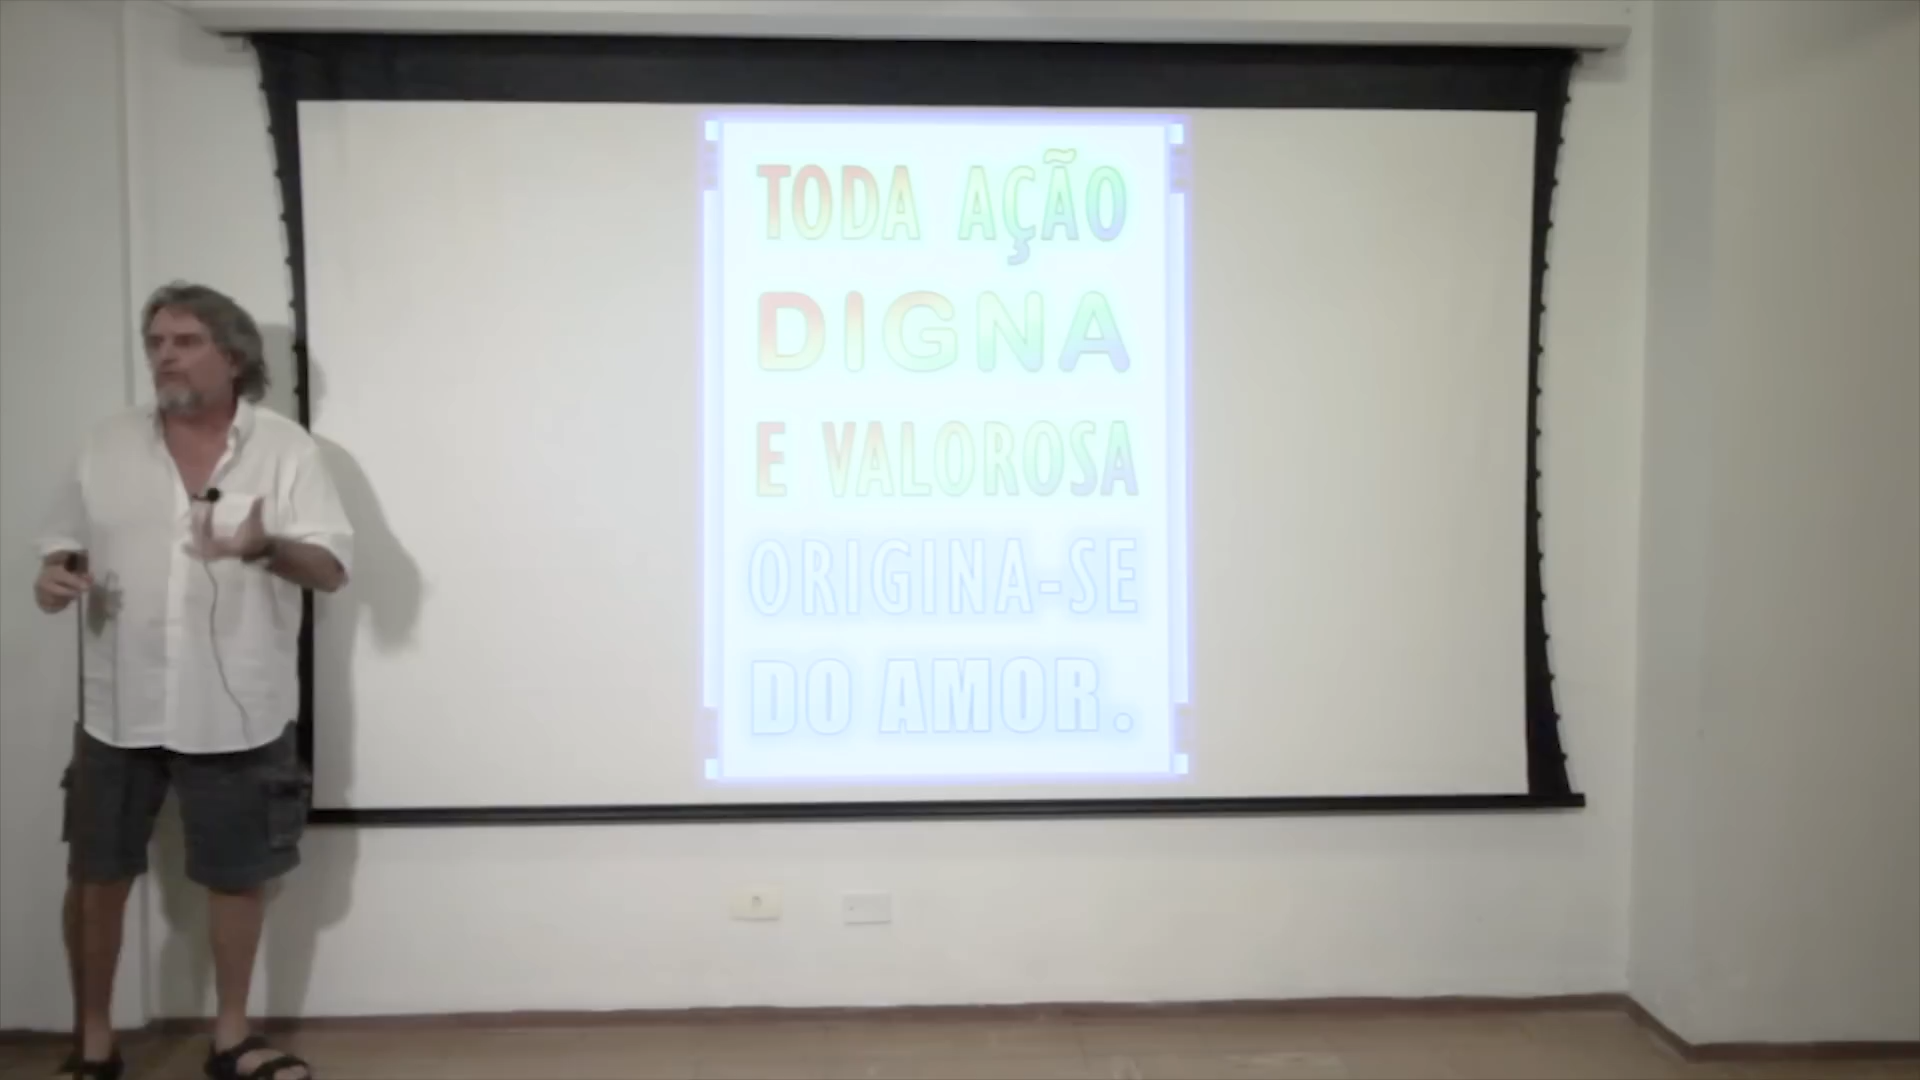 TODA AÇÃO
DIGNA
E VALOROSA
ORIGINA-SE
DO AMOR.